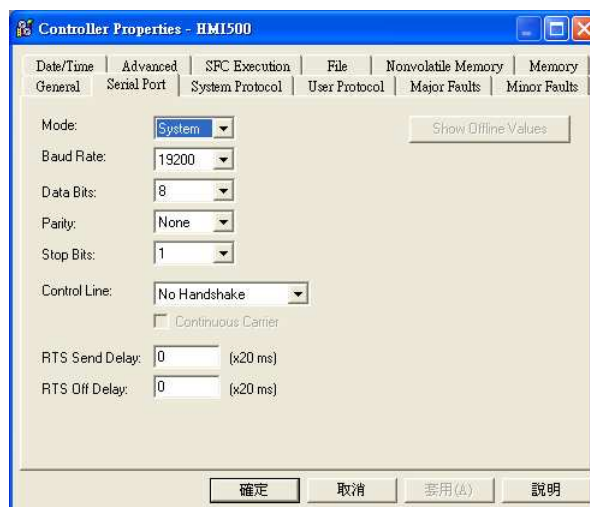 Controller Properties - HMI500
Date/Time Advanced SFC Execution File Nonvolatile Memory Memory
General Serial Port System Protocol User Protocol Major Faults Minor Faults
Mode: System Show Offline Values
Baud Rate: 19200
Data Bits: 8
Parity: None
Stop Bits: 1
Control Line: No Handshake
Continuous Carrier
RTS Send Delay: 0 (x20 ms)
RTS Off Delay: 0 (x20 ms)
確定 取消 套用(A) 說明